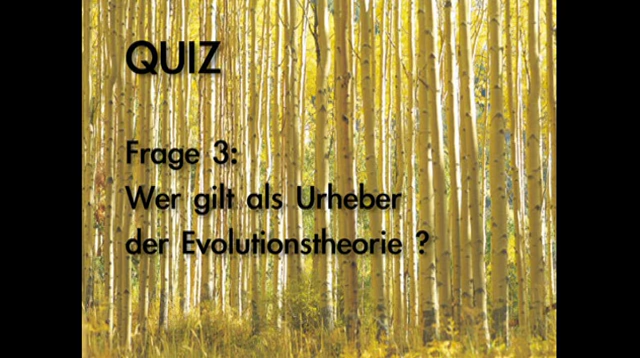 QUIZ
Frage 3:
Wer gilt als Urheber
der Evolutionstheorie ?